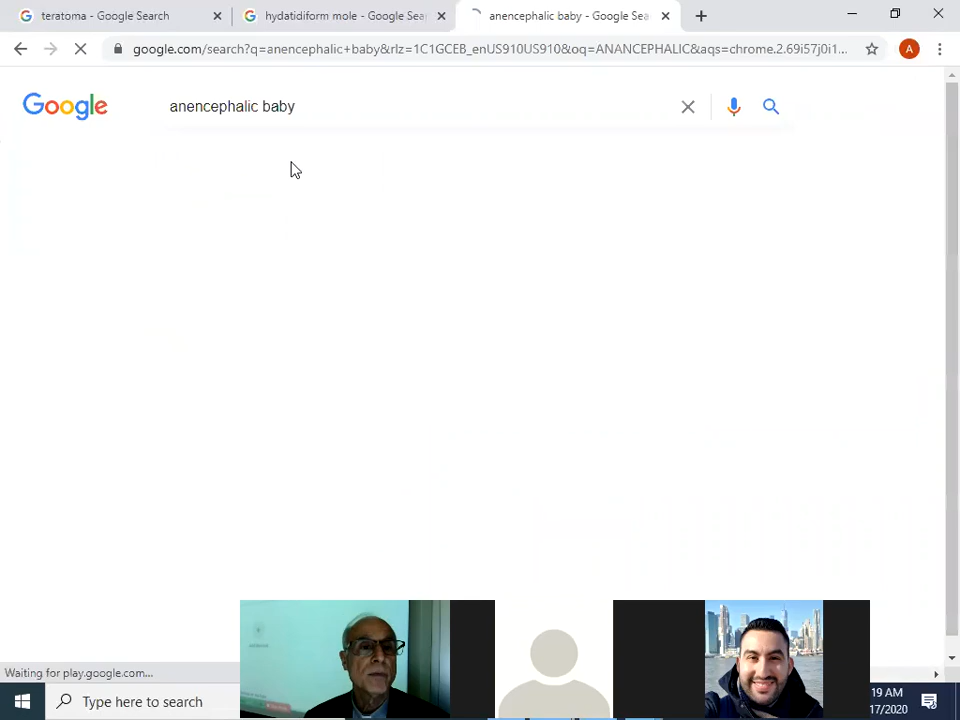 teratoma - Google Search
hydatidiform mole - Google Sear
anencephalic baby - Google Sea
google.com/search?q=anencephalic+baby&rlz=1C1GCEB_enUS910US910&oq=ANANCEPHALIC&aqs=chrome.2.69i57j0i1...
A
Google
anencephalic baby
Waiting for play.google.com...
Type here to search
19 AM
17/2020